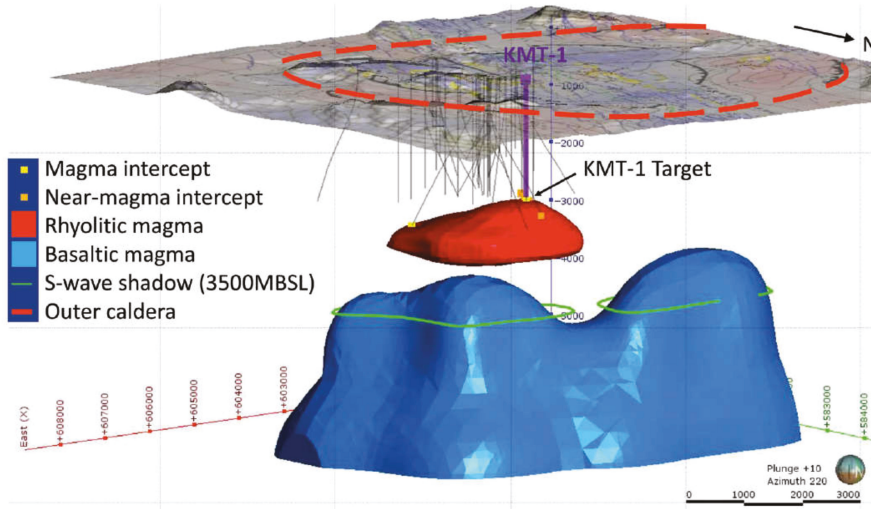 N
KMT-1
-1000
-2000
KMT-1 Target
-3000
Magma intercept
Near-magma intercept
Rhyolitic magma
Basaltic magma
S-wave shadow (3500MBSL)
Outer caldera
-4000
-5000
East (X)
+608000
+607000
+606000
+605000
+604000
+603000
+583000
+584000
Plunge +10
Azimuth 220
0 1000 2000 3000